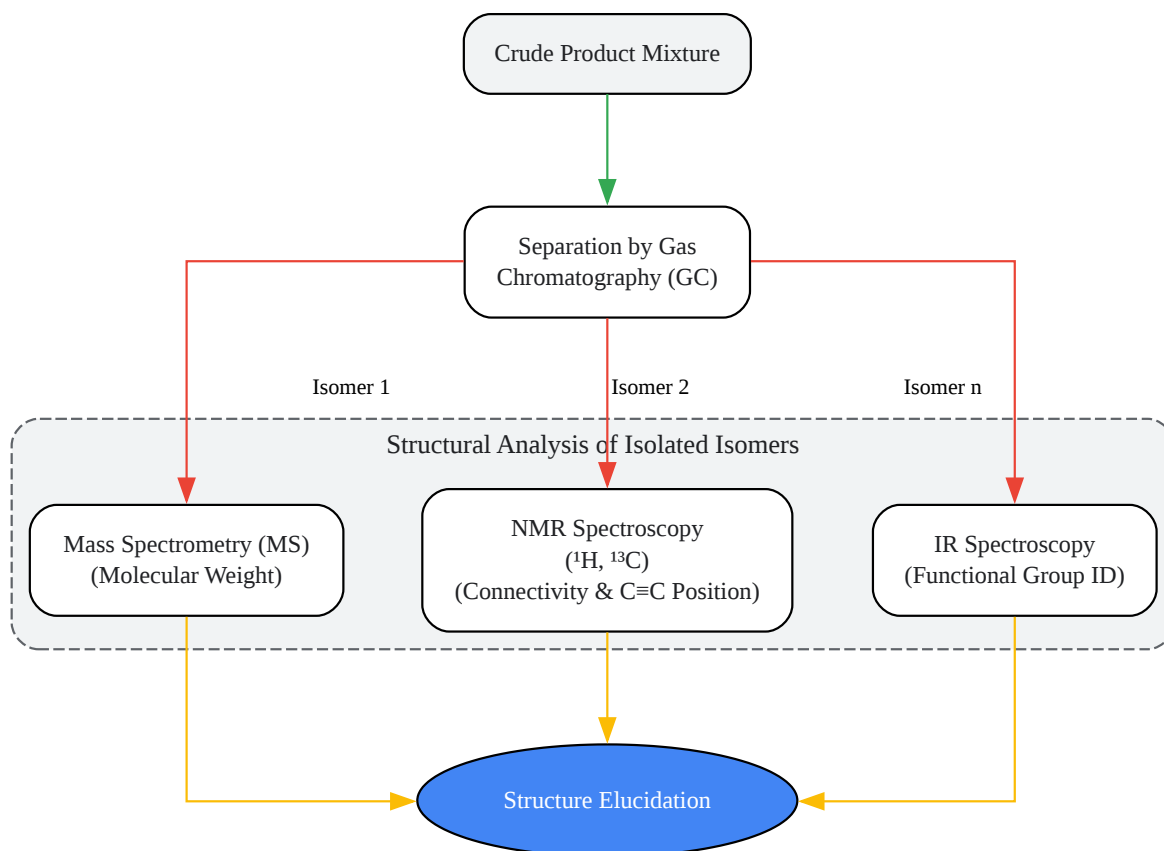 Crude Product Mixture
Separation by Gas
Chromatography (GC)
Isomer 1
Isomer 2
Isomer n
Structural Analysis of Isolated Isomers
Mass Spectrometry (MS)
(Molecular Weight)
NMR Spectroscopy
(¹H, ¹³C)
(Connectivity & C≡C Position)
IR Spectroscopy
(Functional Group ID)
Structure Elucidation